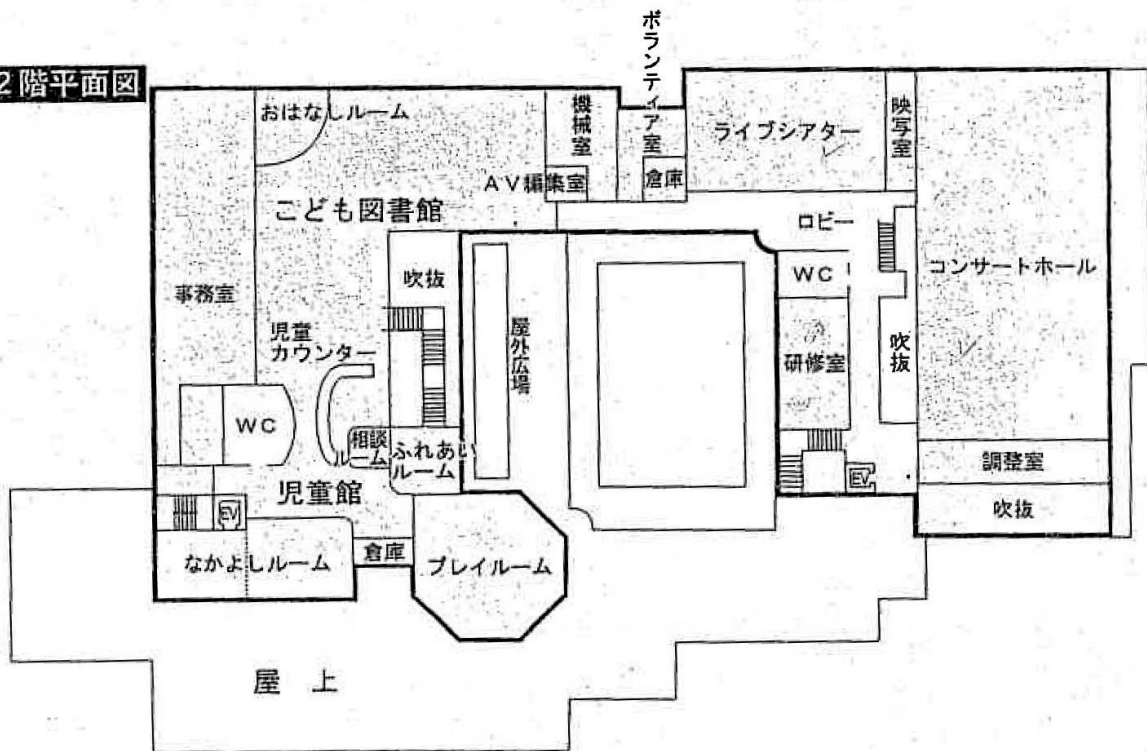 2階平面図
ボランティア室
おはなしルーム
機械室
ライブシアター
映写室
AV編集室
倉庫
こども図書館
ロビー
コンサートホール
事務室
吹抜
WC
児童
カウンター
屋外広場
研修室
吹抜
WC
相談
ルーム
ふれあい
ルーム
調整室
児童館
EV
EV
吹抜
なかよしルーム
倉庫
プレイルーム
屋上